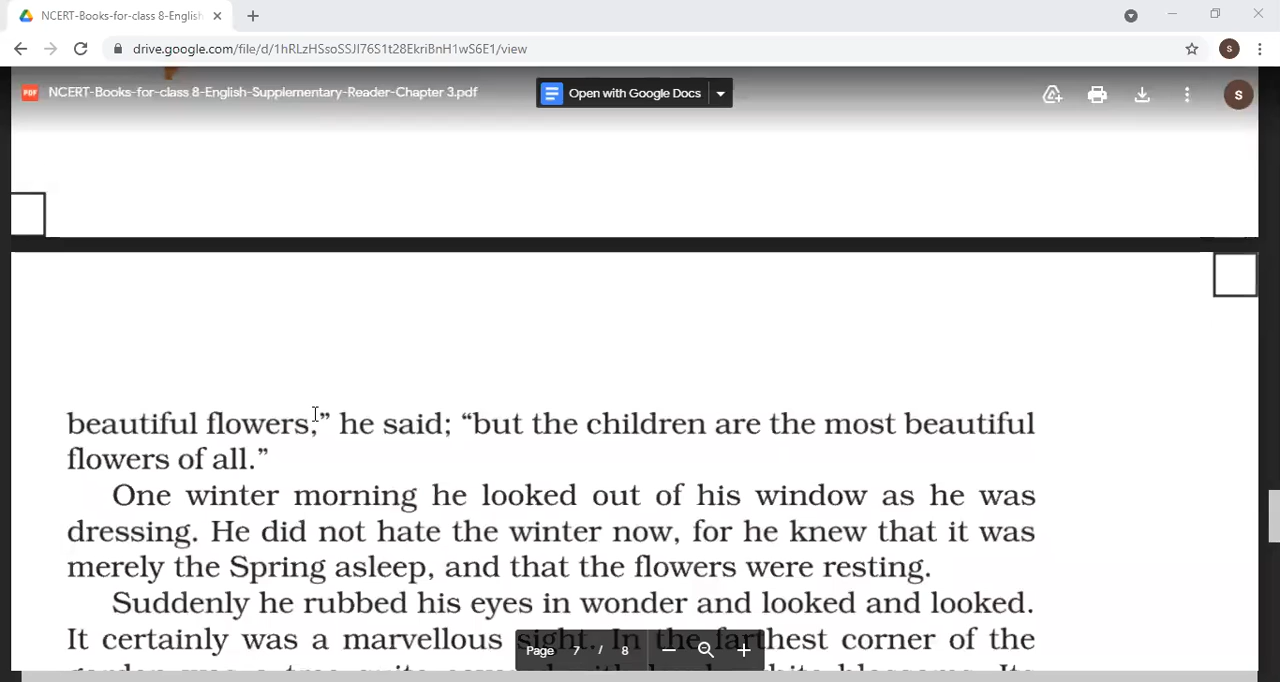 NCERT-Books-for-class 8-English
drive.google.com/file/d/1hRLzHSsoSSJI76S1t28EkriBnH1wS6E1/view
S
PDF NCERT-Books-for-class 8-English-Supplementary-Reader-Chapter 3.pdf
Open with Google Docs
S
beautiful flowers,” he said; “but the children are the most beautiful
flowers of all.”
One winter morning he looked out of his window as he was
dressing. He did not hate the winter now, for he knew that it was
merely the Spring asleep, and that the flowers were resting.
Suddenly he rubbed his eyes in wonder and looked and looked.
It certainly was a marvellous sight. In the farthest corner of the
Page 7 / 8